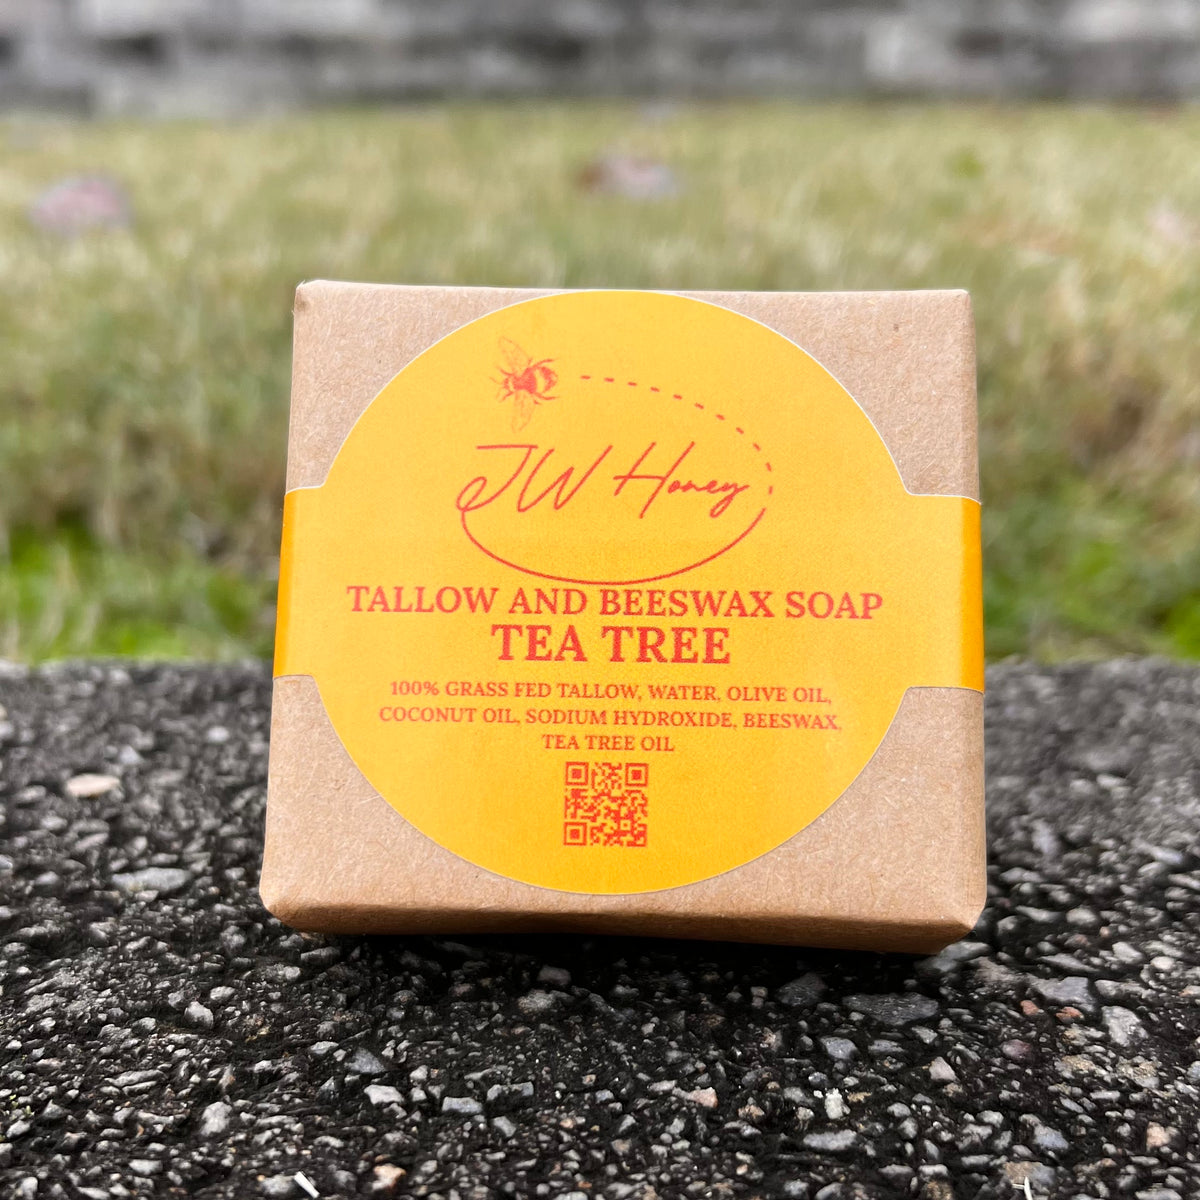 JW Honey
TALLOW AND BEESWAX SOAP
TEA TREE
100% GRASS FED TALLOW, WATER, OLIVE OIL,
COCONUT OIL, SODIUM HYDROXIDE, BEESWAX,
TEA TREE OIL